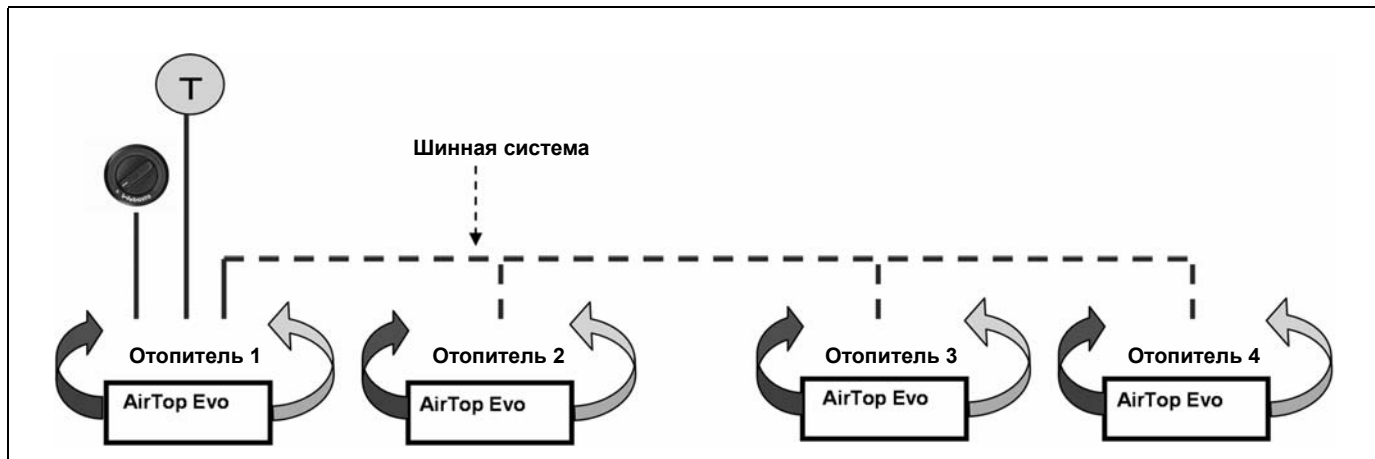 T
Шинная система
Отопитель 1
Отопитель 2
Отопитель 3
Отопитель 4
AirTop Evo
AirTop Evo
AirTop Evo
AirTop Evo